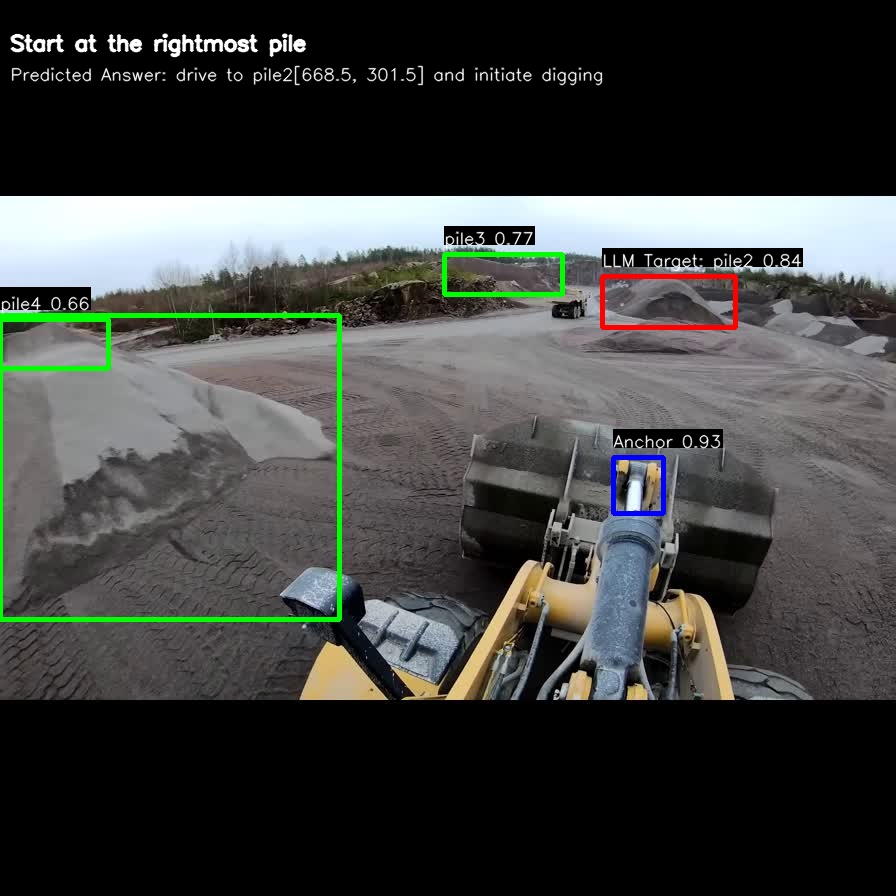 Start at the rightmost pile
Predicted Answer: drive to pile2[668.5, 301.5] and initiate digging
pile3 0.77
LLM Target: pile2 0.84
pile4 0.66
Anchor 0.93